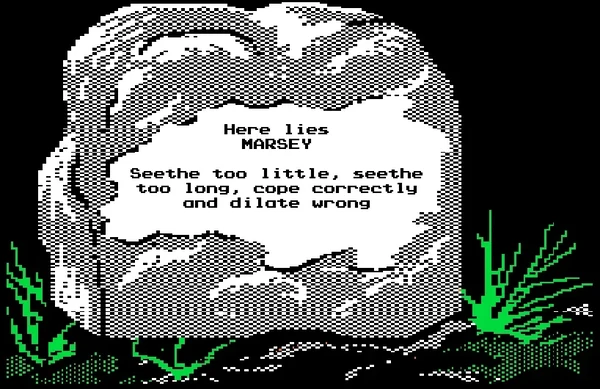 Here lies
MARSEY
Seethe too little, seethe
too long, cope correctly
and dilate wrong